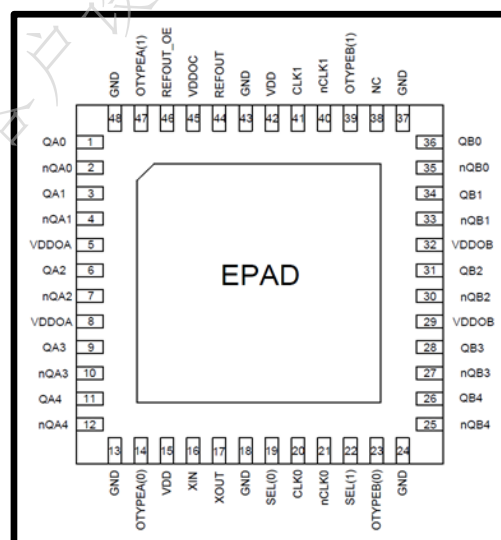 GND OTYPEA(1) REFOUT_OE VDDOC REFOUT GND VDD CLK1 nCLK1 OTYPEB(1) NC GND
48 47 46 45 44 43 42 41 40 39 38 37
QA0 1 36 QB0
nQA0 2 35 nQB0
QA1 3 34 QB1
nQA1 4 33 nQB1
VDDOA 5 32 VDDOB
QA2 6 31 QB2
nQA2 7 30 nQB2
VDDOA 8 29 VDDOB
QA3 9 28 QB3
nQA3 10 27 nQB3
QA4 11 26 QB4
nQA4 12 25 nQB4
EPAD
13 14 15 16 17 18 19 20 21 22 23 24
GND OTYPEA(0) VDD XIN XOUT GND SEL(0) CLK0 nCLK0 SEL(1) OTYPEB(0) GND